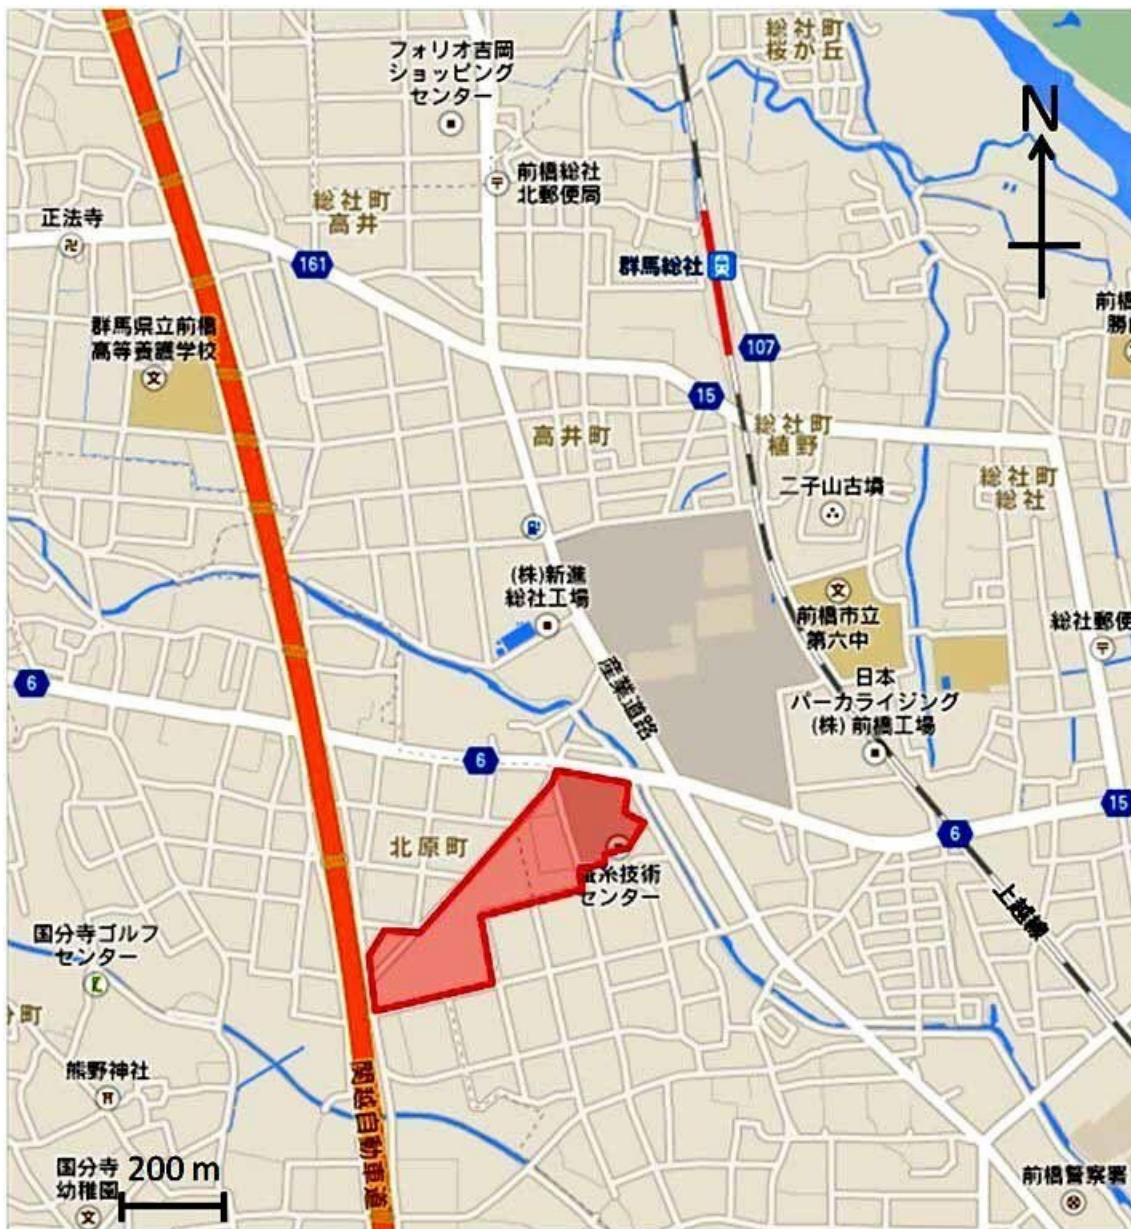 総社町
桜が丘
フォリオ吉岡
ショッピング
センター
N
前橋総社
北郵便局
総社町
高井
正法寺
161
群馬総社
前橋
群馬県立前橋
高等養護学校
107
15
高井町
総社町
植野
総社町
総社
二子山古墳
(株)新進
総社工場
前橋市立
第六中
総社郵便
6
産業道路
日本
パーカライジング
(株)前橋工場
6
15
6
北原町
糸技術
センター
上越線
国分寺ゴルフ
センター
町
熊野神社
関越自動車道
国分寺
幼稚園
200 m
前橋警察署